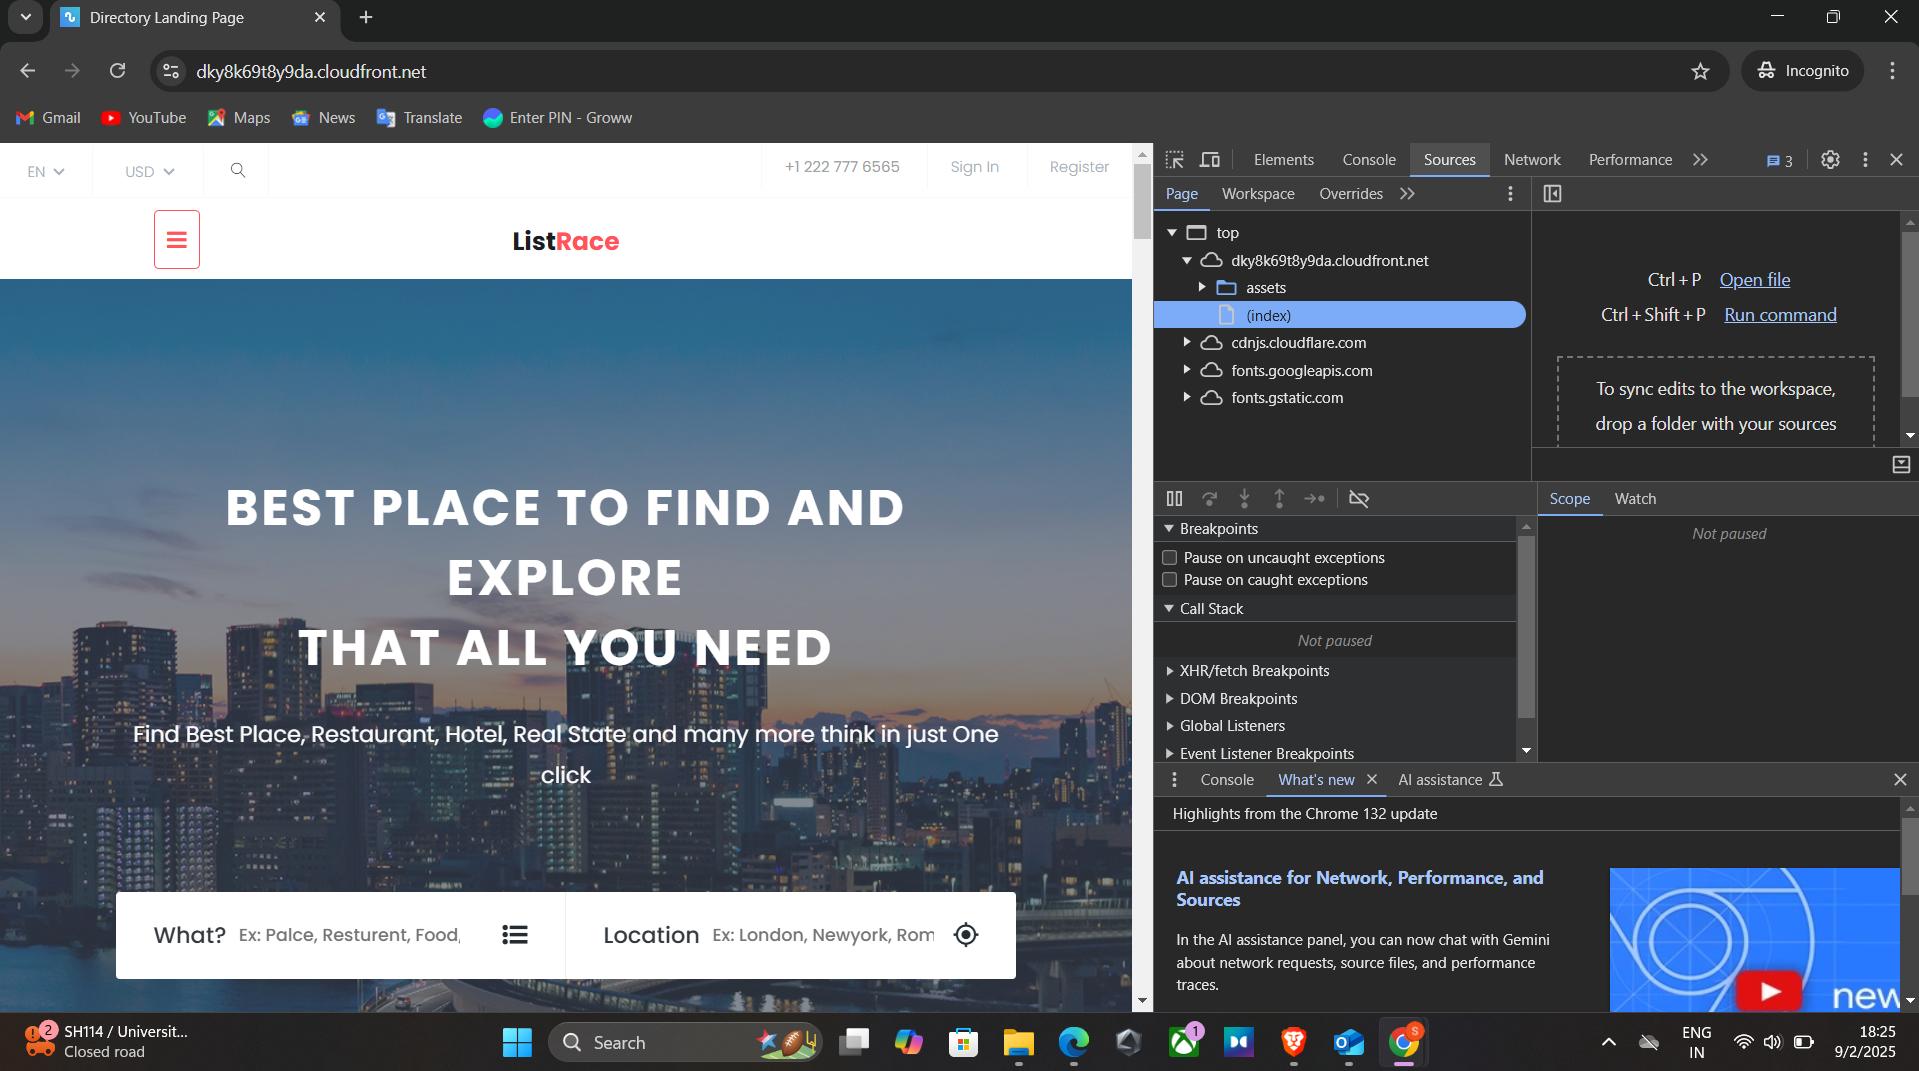 Directory Landing Page
dky8k69t8y9da.cloudfront.net
Incognito
Gmail
YouTube
Maps
News
Translate
Enter PIN - Groww
EN
USD
+1 222 777 6565
Sign In
Register
ListRace
BEST PLACE TO FIND AND
EXPLORE
THAT ALL YOU NEED
Find Best Place, Restaurant, Hotel, Real State and many more think in just One
click
What? Ex: Palce, Resturent, Food,
Location Ex: London, Newyork, Rom
Elements
Console
Sources
Network
Performance
3
Page
Workspace
Overrides
top
dky8k69t8y9da.cloudfront.net
assets
(index)
cdnjs.cloudflare.com
fonts.googleapis.com
fonts.gstatic.com
Ctrl + P Open file
Ctrl + Shift + P Run command
To sync edits to the workspace,
drop a folder with your sources
Breakpoints
Pause on uncaught exceptions
Pause on caught exceptions
Call Stack
Not paused
XHR/fetch Breakpoints
DOM Breakpoints
Global Listeners
Event Listener Breakpoints
Scope
Watch
Not paused
Console
What's new
AI assistance
Highlights from the Chrome 132 update
AI assistance for Network, Performance, and
Sources
In the AI assistance panel, you can now chat with Gemini
about network requests, source files, and performance
traces.
new
2
SH114 / Universit...
Closed road
Search
1
S
ENG
IN
18:25
9/2/2025